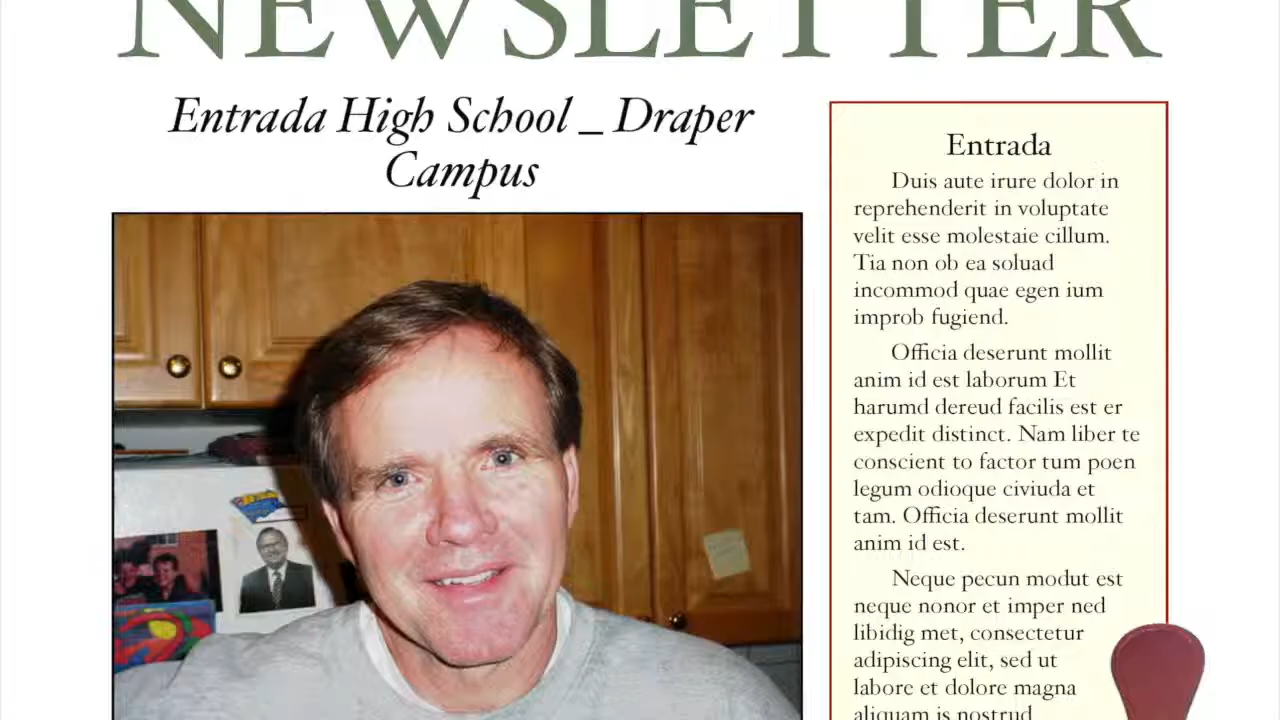 NEWSLETTER
Entrada High School _ Draper
Campus
Entrada
Duis aute irure dolor in
reprehenderit in voluptate
velit esse molestaie cillum.
Tia non ob ea soluad
incommod quae egen ium
improb fugiend.
Officia deserunt mollit
anim id est laborum Et
harumd dereud facilis est er
expedit distinct. Nam liber te
conscient to factor tum poen
legum odioque civiuda et
tam. Officia deserunt mollit
anim id est.
Neque pecun modut est
neque nonor et imper ned
libidig met, consectetur
adipiscing elit, sed ut
labore et dolore magna
aliquam is nostrud